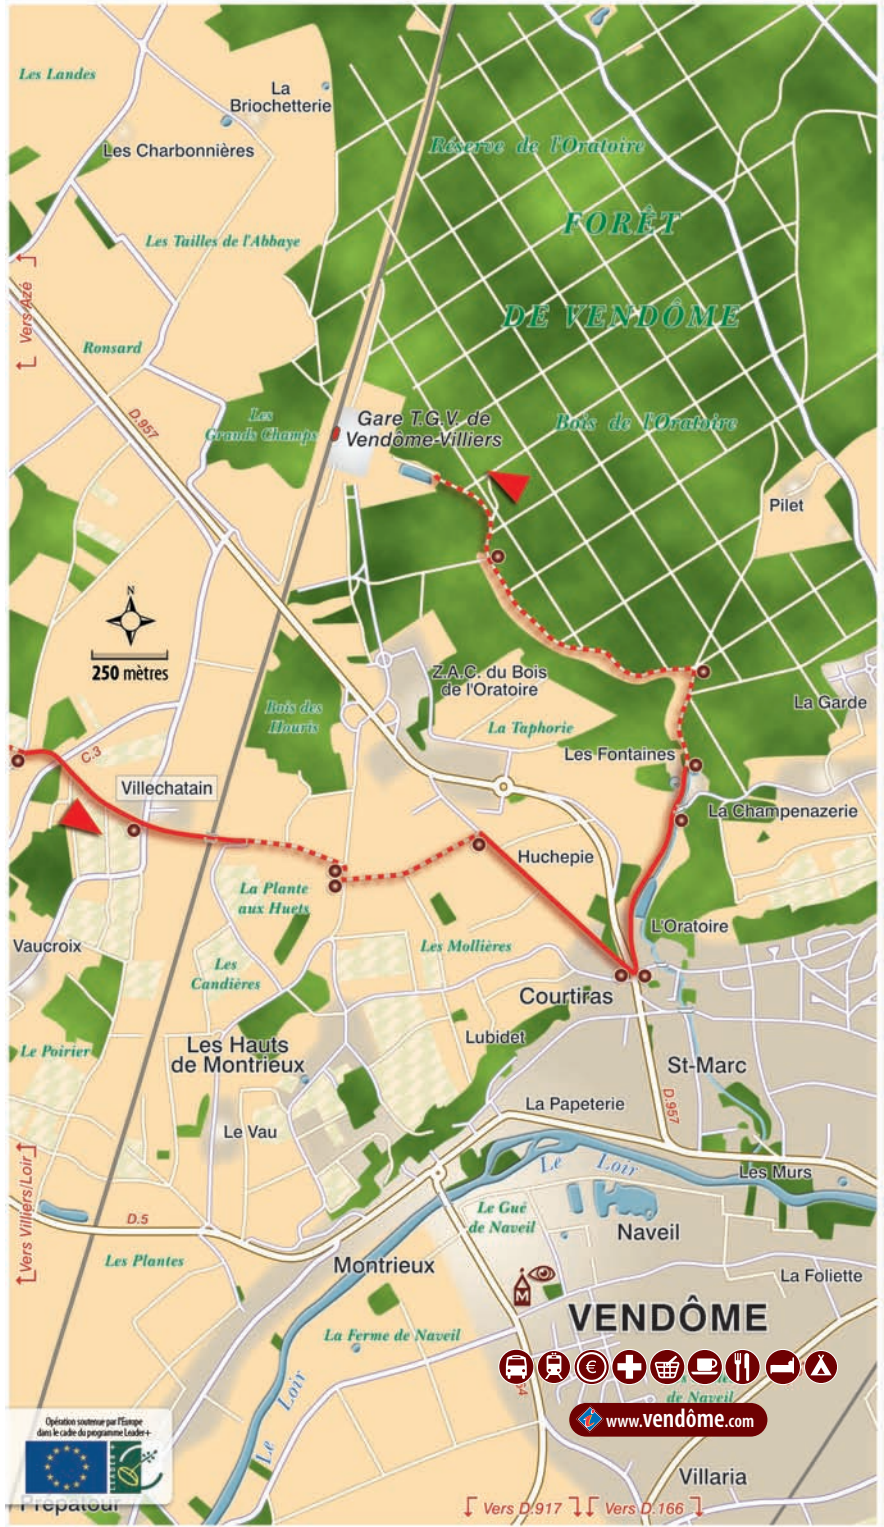 Les Landes
La
Briochetterie
Les Charbonnières
Réserve de l'Oratoire
FORÊT
Les Tailles de l'Abbaye
Vers Azé
DE VENDÔME
Ronsard
D.957
Les
Grands Champs
Gare T.G.V. de
Vendôme-Villiers
Bois de l'Oratoire
Pilet
N
250 mètres
Z.A.C. du Bois
de l'Oratoire
La Garde
Bois des
Houris
La Taphorie
C.3
Les Fontaines
Villechatain
La Champenazerie
Huchepie
La Plante
aux Huets
L'Oratoire
Vaucroix
Les Mollières
Les
Candières
Courtiras
Lubidet
Les Hauts
de Montrieux
Le Poirier
St-Marc
D.957
La Papeterie
Le Vau
Le Loir
Les Murs
Vers Villiers/Loir
D.5
Le Gué
de Naveil
Naveil
Les Plantes
Montrieux
La Foliette
M
VENDÔME
La Ferme de Naveil
€
de Naveil
Le Loir
i www.vendôme.com
Opération soutenue par l'Europe
dans le cadre du programme Leader+
LEADER
Villaria
Prépatour
Vers D.917
Vers D.166